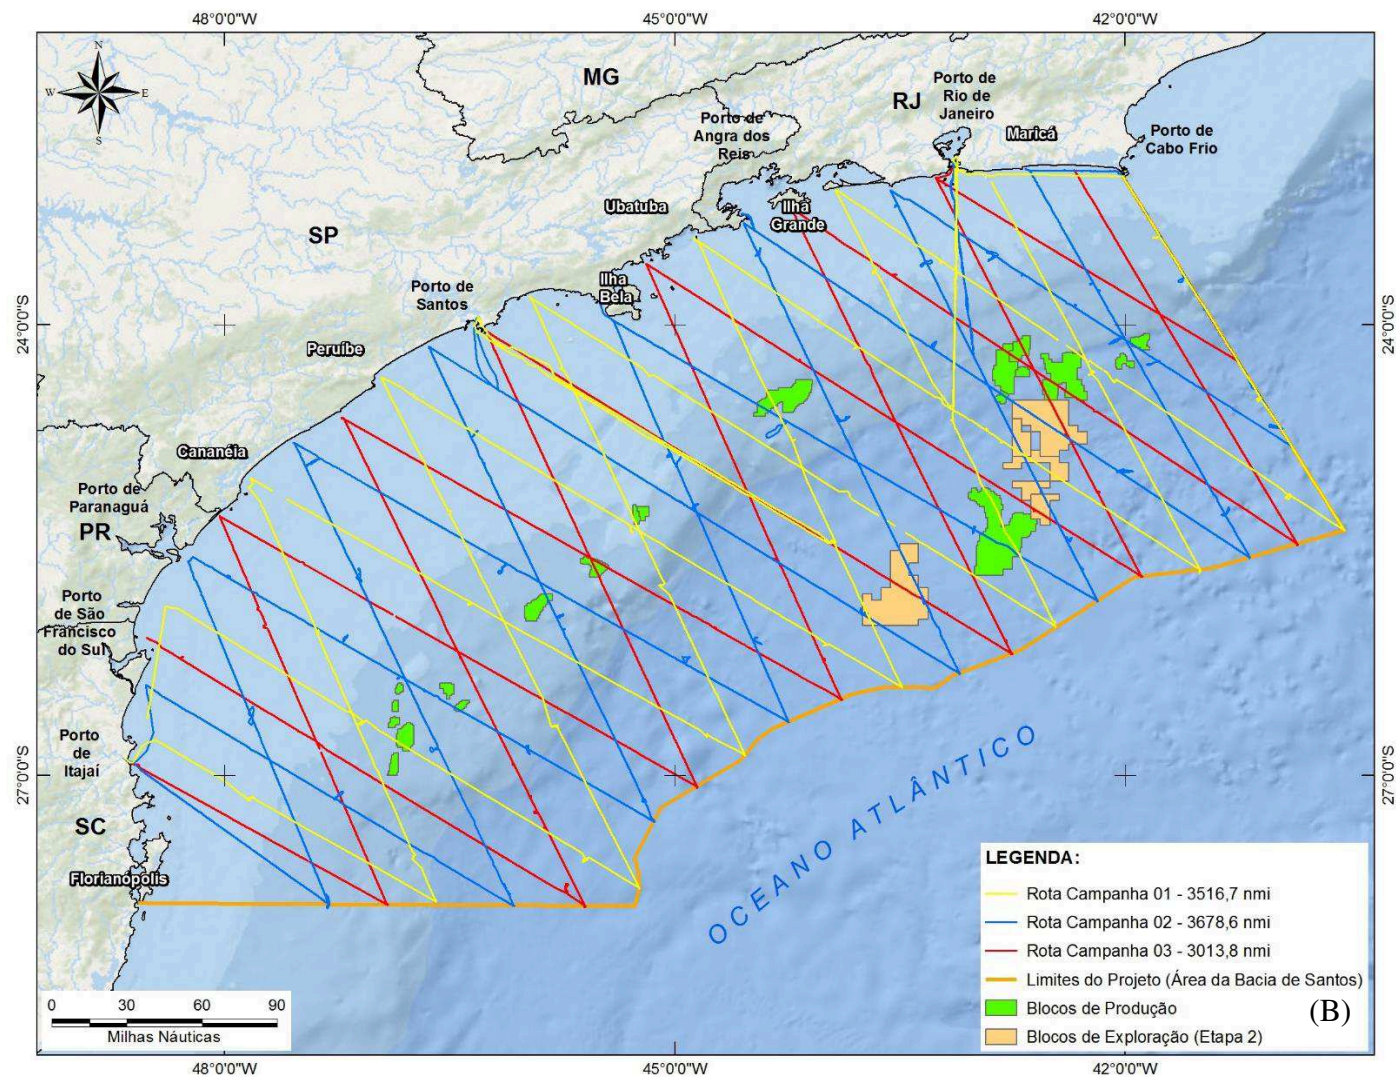 48°0'0"W 45°0'0"W 42°0'0"W
N
W E
S
MG
RJ
Porto de
Rio de
Janeiro
Maricá
Porto de
Cabo Frio
Porto de
Angra dos
Reis
Ubatuba
Ilha
Grande
SP
Ilha
Bela
Porto de
Santos
24°0'0"S 24°0'0"S
Peruíbe
Cananéia
Porto de
Paranaguá
PR
Porto
de São
Francisco
do Sul
Porto
de
Itajaí
27°0'0"S 27°0'0"S
SC
Florianópolis
OCEANO ATLÂNTICO
LEGENDA:
Rota Campanha 01 - 3516,7 nmi
Rota Campanha 02 - 3678,6 nmi
Rota Campanha 03 - 3013,8 nmi
Limites do Projeto (Área da Bacia de Santos)
Blocos de Produção
Blocos de Exploração (Etapa 2)
(B)
0 30 60 90
Milhas Náuticas
48°0'0"W 45°0'0"W 42°0'0"W